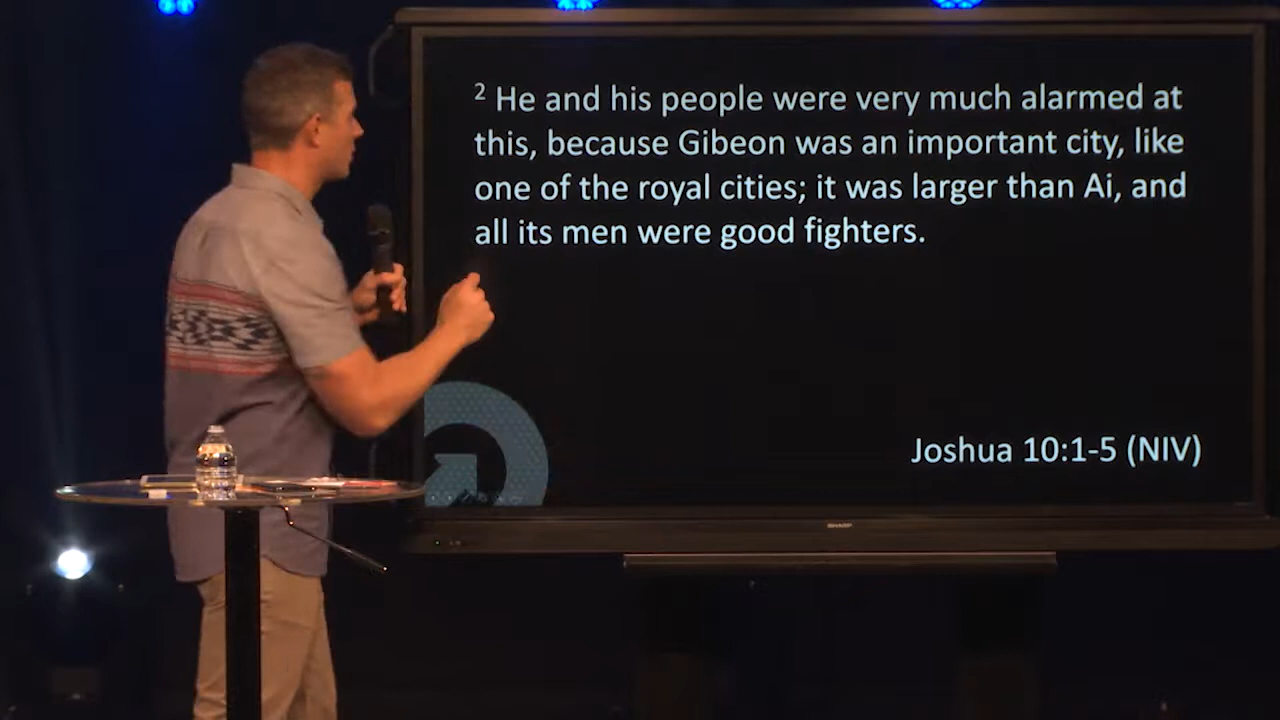 ² He and his people were very much alarmed at
this, because Gibeon was an important city, like
one of the royal cities; it was larger than Ai, and
all its men were good fighters.
Joshua 10:1-5 (NIV)
SHARP